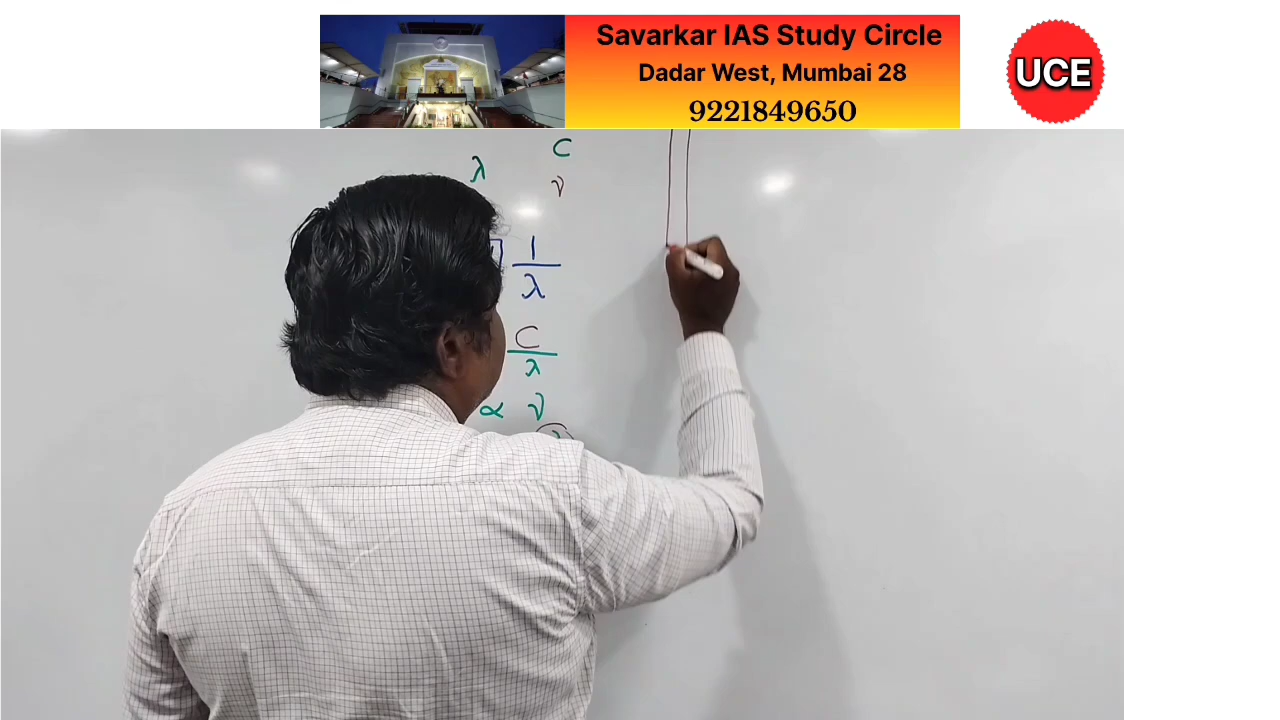 Savarkar IAS Study Circle
Dadar West, Mumbai 28
9221849650
UCE
C
λ
ν
1
λ
C
λ
∝ ν